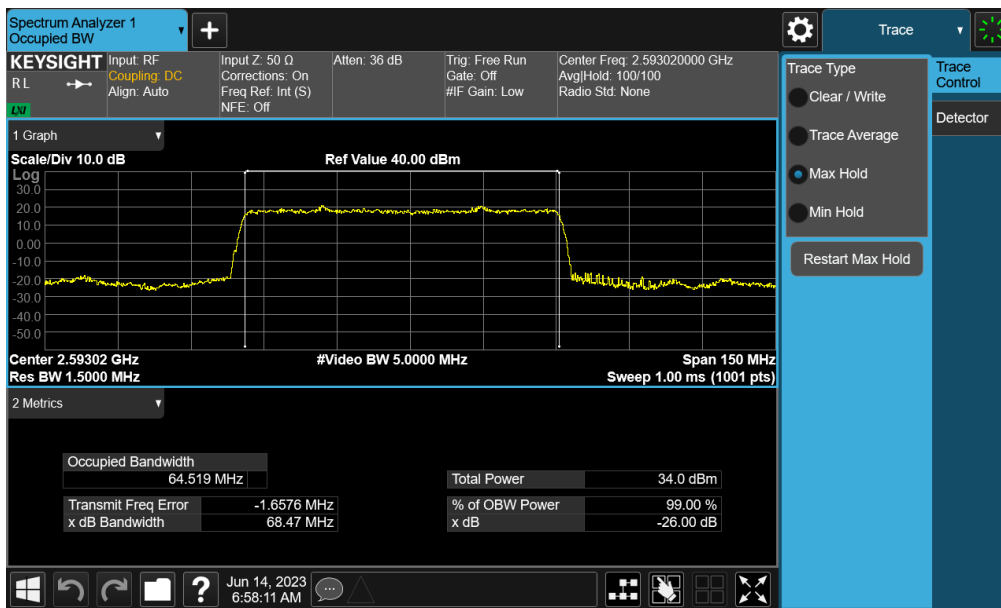 Spectrum Analyzer 1
Occupied BW
Trace
KEYSIGHT
R L
LXI
Input: RF
Coupling: DC
Align: Auto
Input Z: 50 Ω
Corrections: On
Freq Ref: Int (S)
NFE: Off
Atten: 36 dB
Trig: Free Run
Gate: Off
#IF Gain: Low
Center Freq: 2.593020000 GHz
Avg|Hold: 100/100
Radio Std: None
1 Graph
Scale/Div 10.0 dB
Ref Value 40.00 dBm
Log
30.0
20.0
10.0
0.00
-10.0
-20.0
-30.0
-40.0
-50.0
Center 2.59302 GHz
#Video BW 5.0000 MHz
Span 150 MHz
Res BW 1.5000 MHz
Sweep 1.00 ms (1001 pts)
2 Metrics
Occupied Bandwidth
64.519 MHz
Total Power 34.0 dBm
Transmit Freq Error -1.6576 MHz
% of OBW Power 99.00 %
x dB Bandwidth 68.47 MHz
x dB -26.00 dB
Trace Type
Clear / Write
Trace Average
Max Hold
Min Hold
Restart Max Hold
Trace
Control
Detector
?
Jun 14, 2023
6:58:11 AM